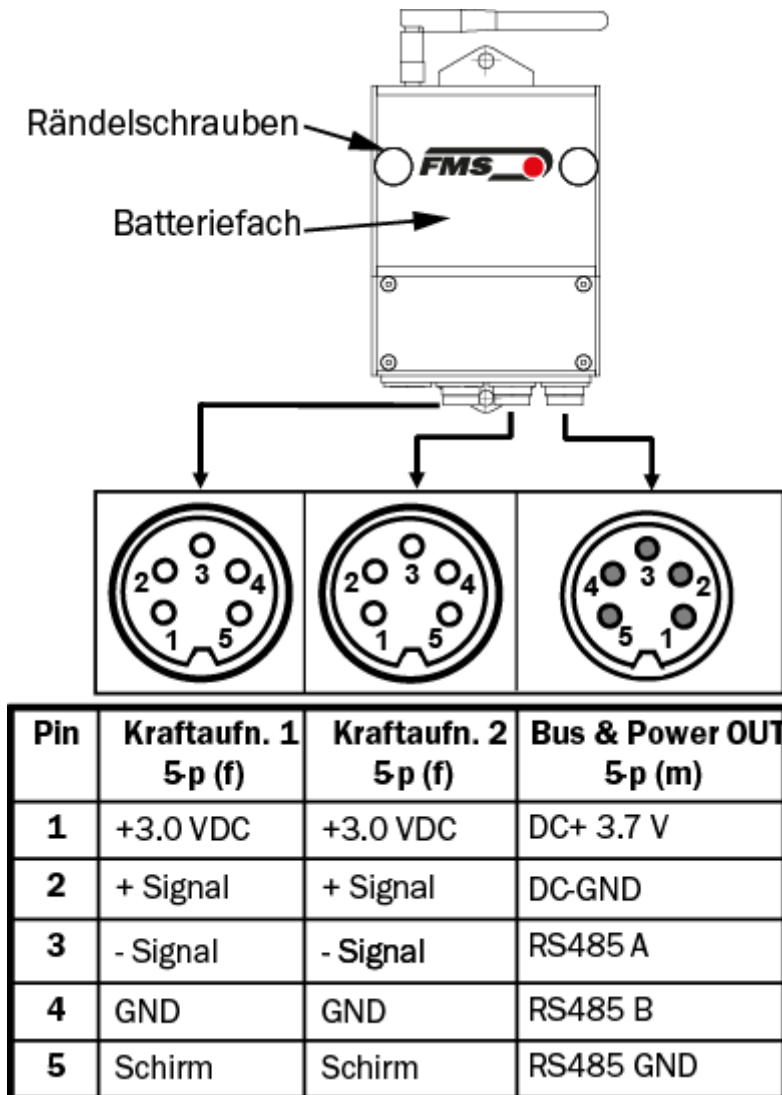 Rändelschrauben
FMS
Batteriefach
2 3 4
1 5
2 3 4
1 5
4 3 2
5 1
Pin Kraftaufn. 1 Kraftaufn. 2 Bus & Power OUT
5-p (f) 5-p (f) 5-p (m)
1 +3.0 VDC +3.0 VDC DC+ 3.7 V
2 + Signal + Signal DC-GND
3 - Signal - Signal RS485 A
4 GND GND RS485 B
5 Schirm Schirm RS485 GND